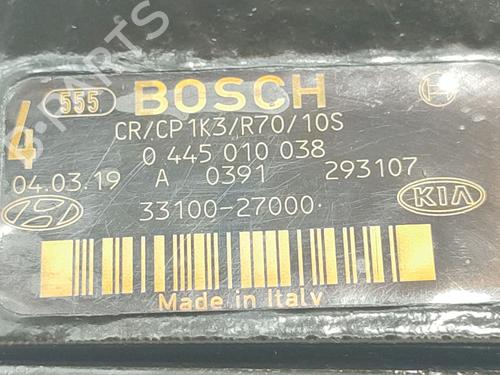 B-PARTS
4 555 BOSCH
CR/CP1K3/R70/10S
0 445 010 038
04.03.19 A 0391 293107
33100-27000
KIA
Made in Italy